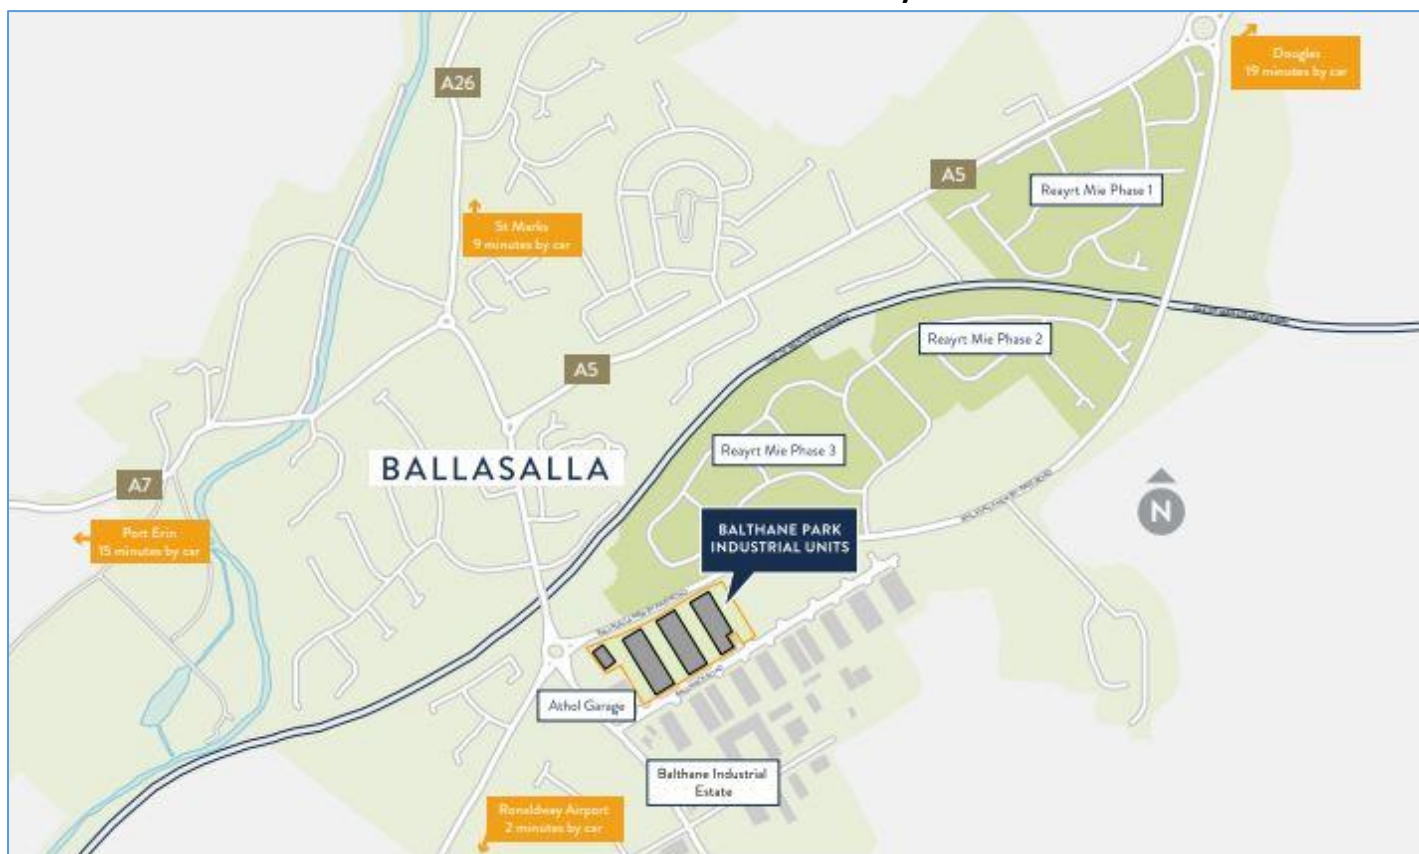 Douglas
19 minutes by car
A26
A5
Reayrt Mie Phase 1
St Marks
9 minutes by car
Reayrt Mie Phase 2
A5
Reayrt Mie Phase 3
BALLASALLA
A7
Port Erin
15 minutes by car
BALTHANE PARK
INDUSTRIAL UNITS
N
Athol Garage
Balthane Industrial
Estate
Ronaldway Airport
2 minutes by car